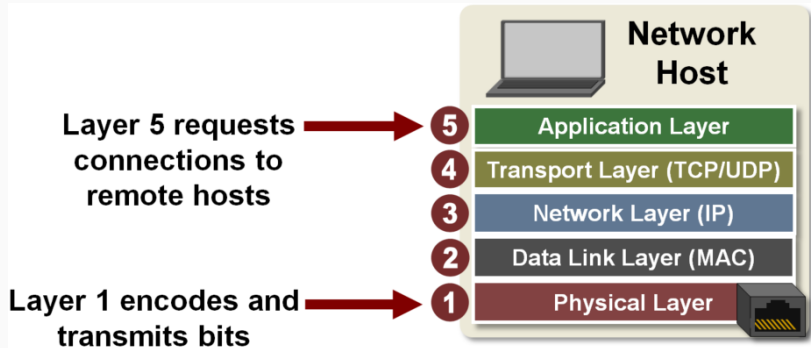 Network
Host
Layer 5 requests
connections to
remote hosts
5 Application Layer
4 Transport Layer (TCP/UDP)
3 Network Layer (IP)
2 Data Link Layer (MAC)
Layer 1 encodes and
transmits bits
1 Physical Layer